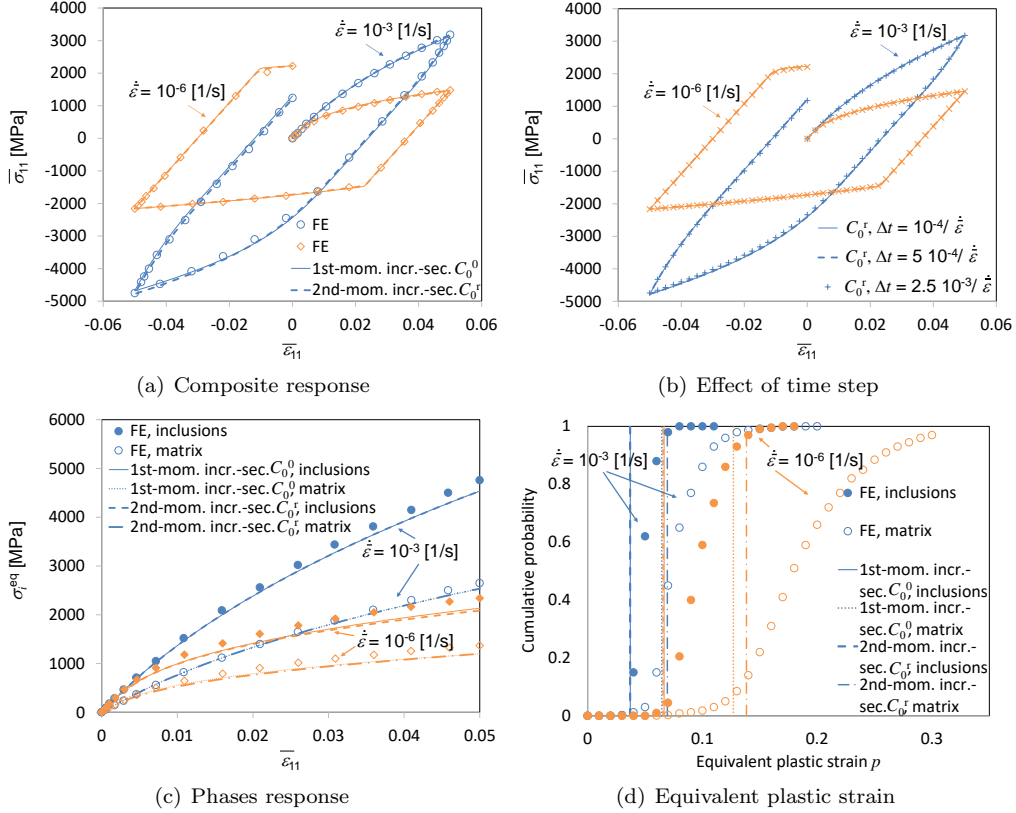 4000
3000
2000
1000
0
-1000
-2000
-3000
-4000
-5000
-0.06 -0.04 -0.02 0 0.02 0.04 0.06
σ̄₁₁ [MPa]
ε̄₁₁
ε̄̇ = 10⁻³ [1/s]
ε̄̇ = 10⁻⁶ [1/s]
FE
FE
1st-mom. incr.-sec. C₀⁰
2nd-mom. incr.-sec. C₀ʳ
(a) Composite response
4000
3000
2000
1000
0
-1000
-2000
-3000
-4000
-5000
-0.06 -0.04 -0.02 0 0.02 0.04 0.06
σ̄₁₁ [MPa]
ε̄₁₁
ε̄̇ = 10⁻³ [1/s]
ε̄̇ = 10⁻⁶ [1/s]
C₀ʳ, Δt = 10⁻⁴/ ε̄̇
C₀ʳ, Δt = 5 10⁻⁴/ ε̄̇
C₀ʳ, Δt = 2.5 10⁻³/ ε̄̇
(b) Effect of time step
6000
5000
4000
3000
2000
1000
0
0 0.01 0.02 0.03 0.04 0.05
σᵢᵉq [MPa]
ε̄₁₁
FE, inclusions
FE, matrix
1st-mom. incr.-sec. C₀⁰, inclusions
1st-mom. incr.-sec. C₀⁰, matrix
2nd-mom. incr.-sec. C₀ʳ, inclusions
2nd-mom. incr.-sec. C₀ʳ, matrix
ε̄̇ = 10⁻³ [1/s]
ε̄̇ = 10⁻⁶ [1/s]
(c) Phases response
1
0.8
0.6
0.4
0.2
0
0 0.1 0.2 0.3
Cumulative probability
Equivalent plastic strain p
ε̄̇ = 10⁻³ [1/s]
ε̄̇ = 10⁻⁶ [1/s]
FE, inclusions
FE, matrix
1st-mom. incr.-
sec. C₀⁰, inclusions
1st-mom. incr.-
sec. C₀⁰, matrix
2nd-mom. incr.-
sec. C₀ʳ, inclusions
2nd-mom. incr.-
sec. C₀ʳ, matrix
(d) Equivalent plastic strain